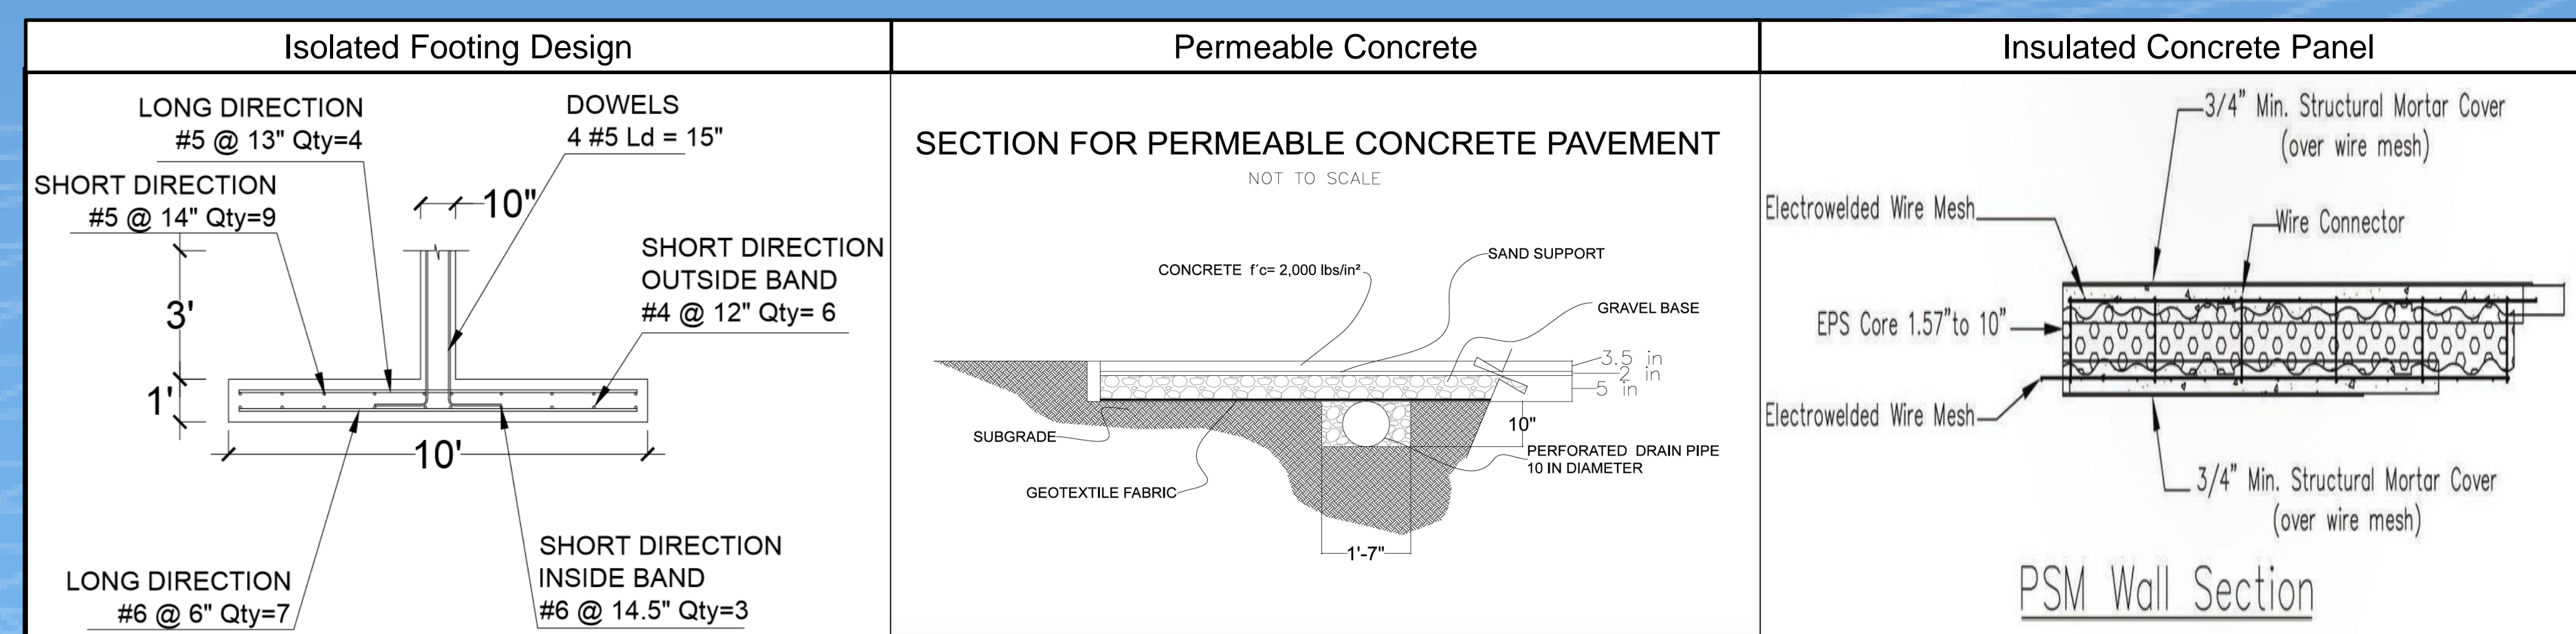 Isolated Footing Design
LONG DIRECTION
#5 @ 13" Qty=4
DOWELS
4 #5 Ld = 15"
SHORT DIRECTION
#5 @ 14" Qty=9
10"
SHORT DIRECTION
OUTSIDE BAND
#4 @ 12" Qty= 6
3'
1'
10'
LONG DIRECTION
#6 @ 6" Qty=7
SHORT DIRECTION
INSIDE BAND
#6 @ 14.5" Qty=3
Permeable Concrete
SECTION FOR PERMEABLE CONCRETE PAVEMENT
NOT TO SCALE
CONCRETE f´c= 2,000 lbs/in²
SAND SUPPORT
GRAVEL BASE
3.5 in
2 in
5 in
SUBGRADE
10"
PERFORATED DRAIN PIPE
10 IN DIAMETER
GEOTEXTILE FABRIC
1'-7"
Insulated Concrete Panel
3/4" Min. Structural Mortar Cover
(over wire mesh)
Electrowelded Wire Mesh
Wire Connector
EPS Core 1.57"to 10"
Electrowelded Wire Mesh
3/4" Min. Structural Mortar Cover
(over wire mesh)
PSM Wall Section